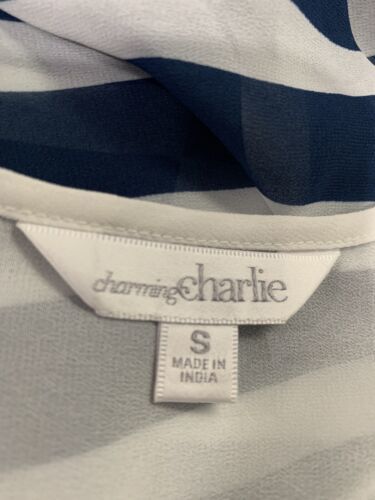 charming charlie
S
MADE IN
INDIA